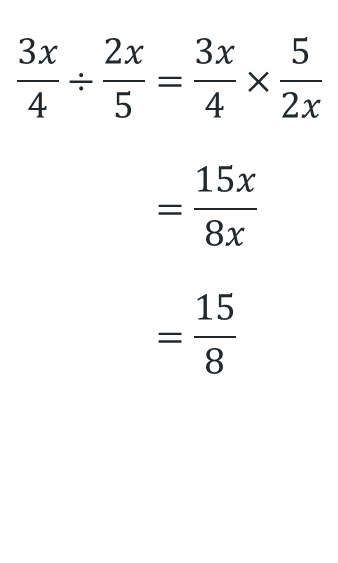 3x/4 ÷ 2x/5 = 3x/4 × 5/2x
= 15x/8x
= 15/8